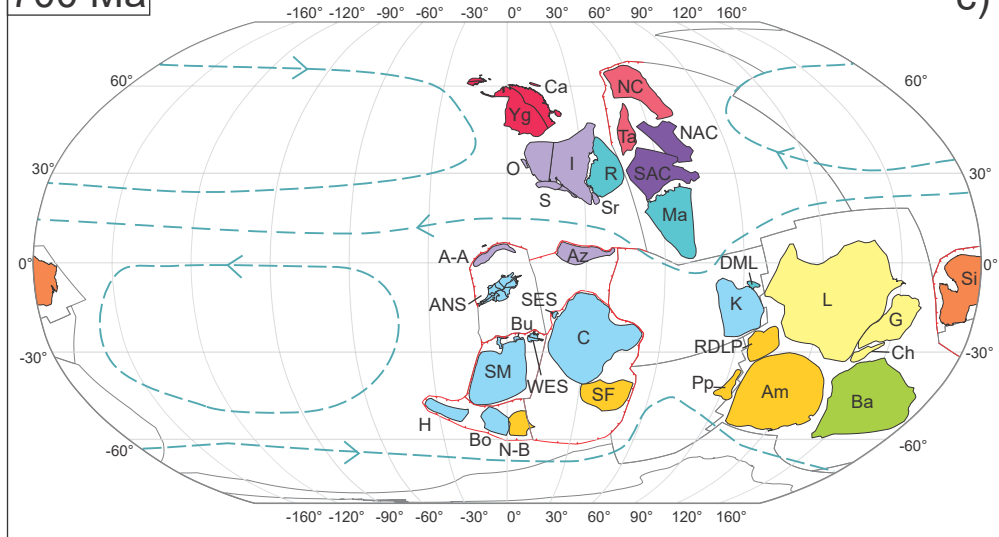 700 Ma
c)
-160° -120° -90° -60° -30° 0° 30° 60° 90° 120° 160°
60° 60°
Ca
NC
Yg
Ta
NAC
O
I
R
SAC
30° 30°
S
Sr
Ma
A-A
Az
0° 0°
DML
Si
ANS
SES
K
L
G
Bu
C
RDLP
Ch
-30° -30°
SM
WES
SF
Pp
Am
Ba
H
Bo
N-B
-60° -60°
-160° -120° -90° -60° -30° 0° 30° 60° 90° 120° 160°